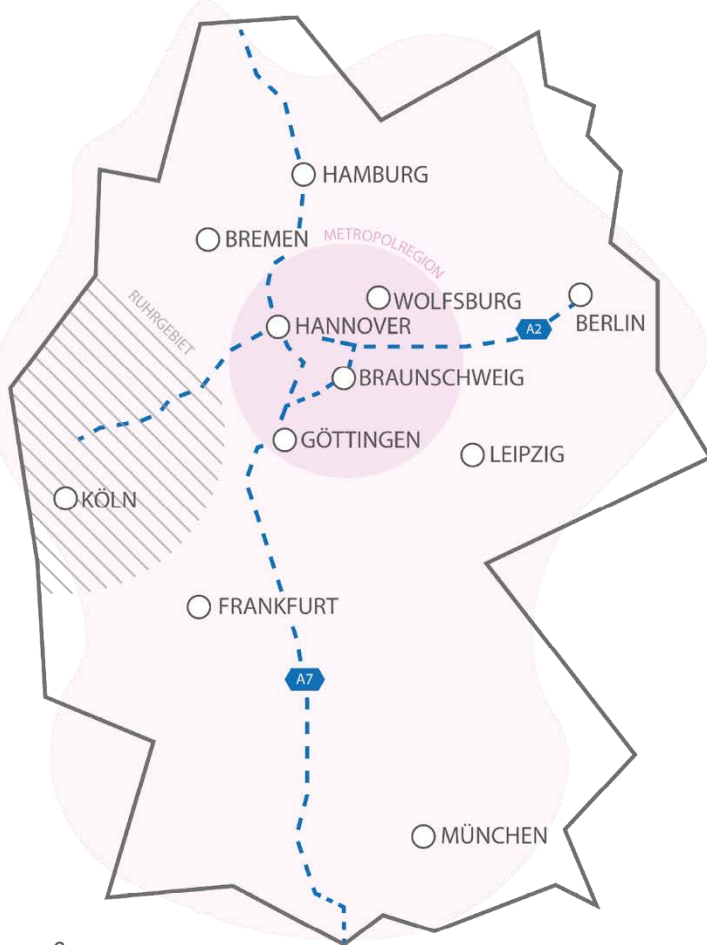 HAMBURG
BREMEN
METROPOLREGION
RUHRGEBIET
WOLFSBURG
HANNOVER
A2
BERLIN
BRAUNSCHWEIG
GÖTTINGEN
LEIPZIG
KÖLN
FRANKFURT
A7
MÜNCHEN